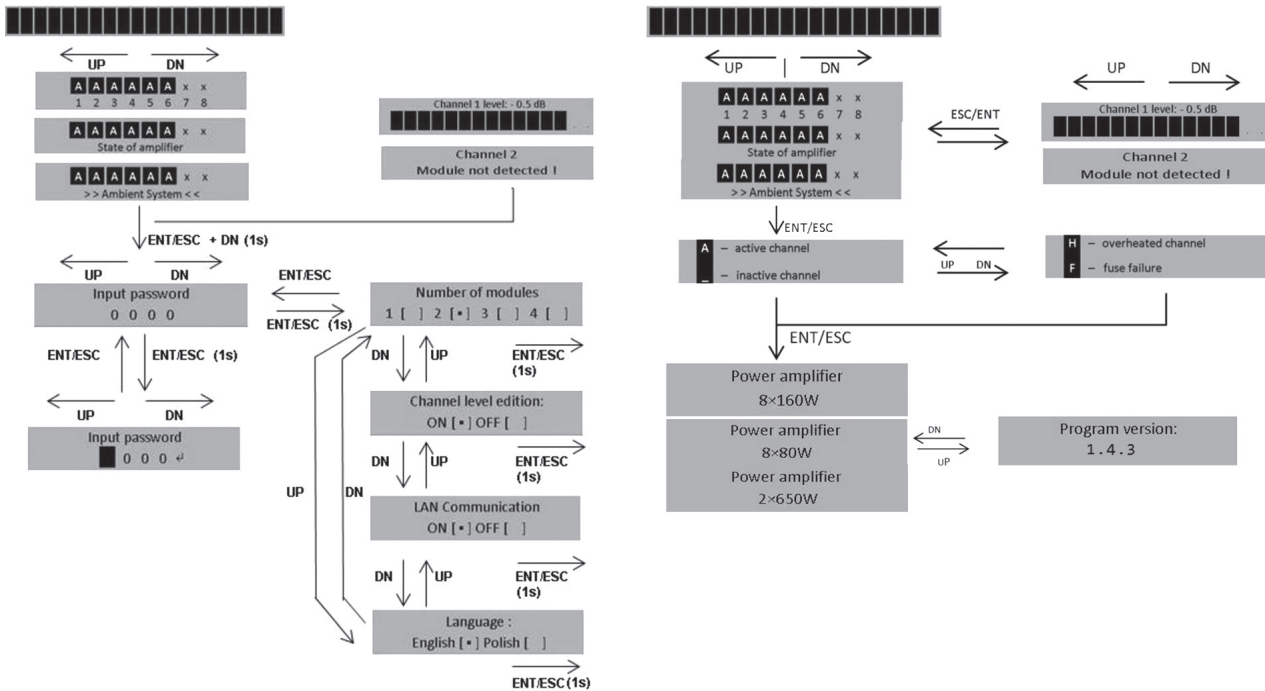 UP DN
A A A A A A x x
1 2 3 4 5 6 7 8
A A A A A A x x
State of amplifier
A A A A A A x x
>> Ambient System <<
Channel 1 level: - 0.5 dB
Channel 2
Module not detected !
ENT/ESC + DN (1s)
UP DN
Input password
0 0 0 0
ENT/ESC
ENT/ESC (1s)
ENT/ESC
ENT/ESC (1s)
UP DN
Input password
0 0 0 ↵
Number of modules
1 [ ] 2 [▪] 3 [ ] 4 [ ]
DN UP
ENT/ESC
(1s)
Channel level edition:
ON [▪] OFF [ ]
DN UP
ENT/ESC
(1s)
UP DN
LAN Communication
ON [▪] OFF [ ]
DN UP
ENT/ESC
(1s)
Language :
English [▪] Polish [ ]
ENT/ESC (1s)
UP DN
A A A A A A x x
1 2 3 4 5 6 7 8
A A A A A A x x
State of amplifier
A A A A A A x x
>> Ambient System <<
ESC/ENT
UP DN
Channel 1 level: - 0.5 dB
. .
Channel 2
Module not detected !
ENT/ESC
A – active channel
_ – inactive channel
UP DN
H – overheated channel
F – fuse failure
ENT/ESC
Power amplifier
8×160W
Power amplifier
8×80W
Power amplifier
2×650W
DN
UP
Program version:
1.4.3